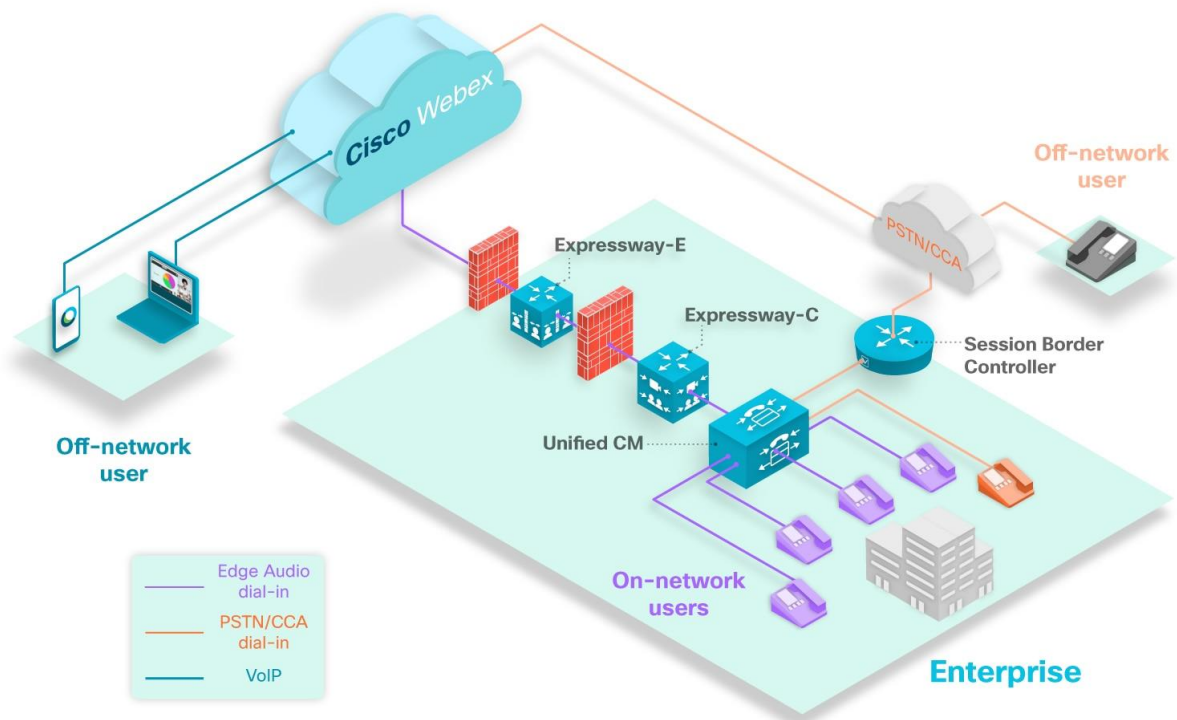 Cisco Webex
Off-network
user
PSTN/CCA
Expressway-E
Expressway-C
Session Border
Controller
Unified CM
Off-network
user
On-network
users
Edge Audio
dial-in
PSTN/CCA
dial-in
VoIP
Enterprise